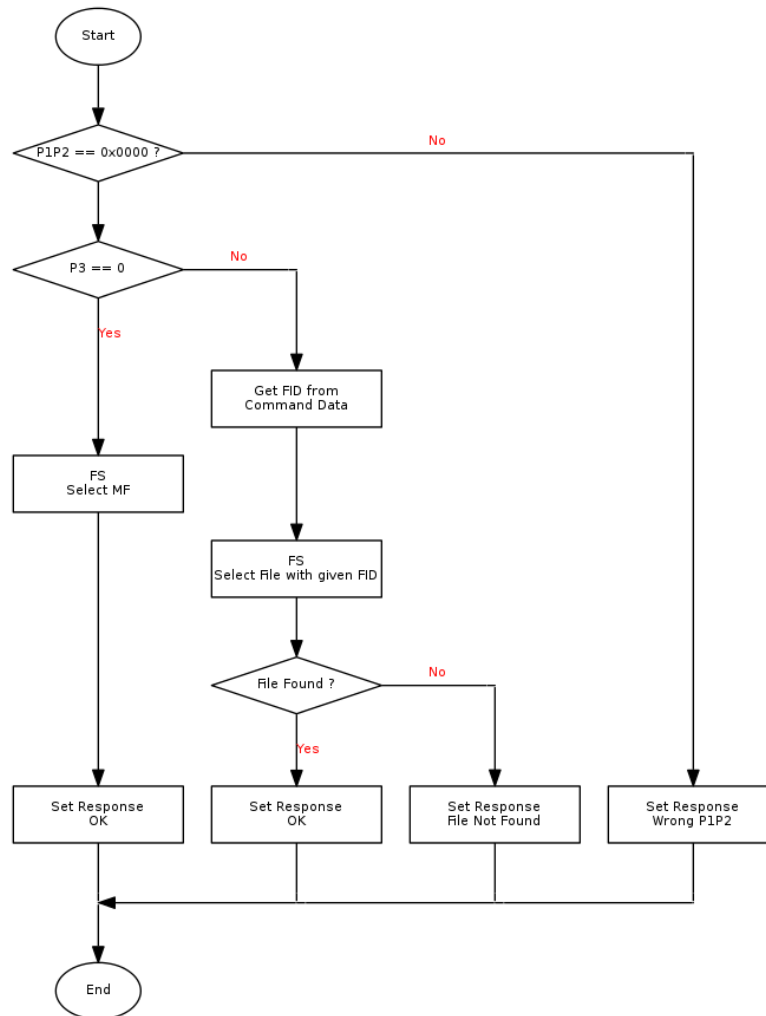 Start
No
P1P2 == 0x0000 ?
No
P3 == 0
Yes
Get FID from
Command Data
FS
Select MF
FS
Select File with given FID
No
File Found ?
Yes
Set Response
OK
Set Response
OK
Set Response
File Not Found
Set Response
Wrong P1P2
End